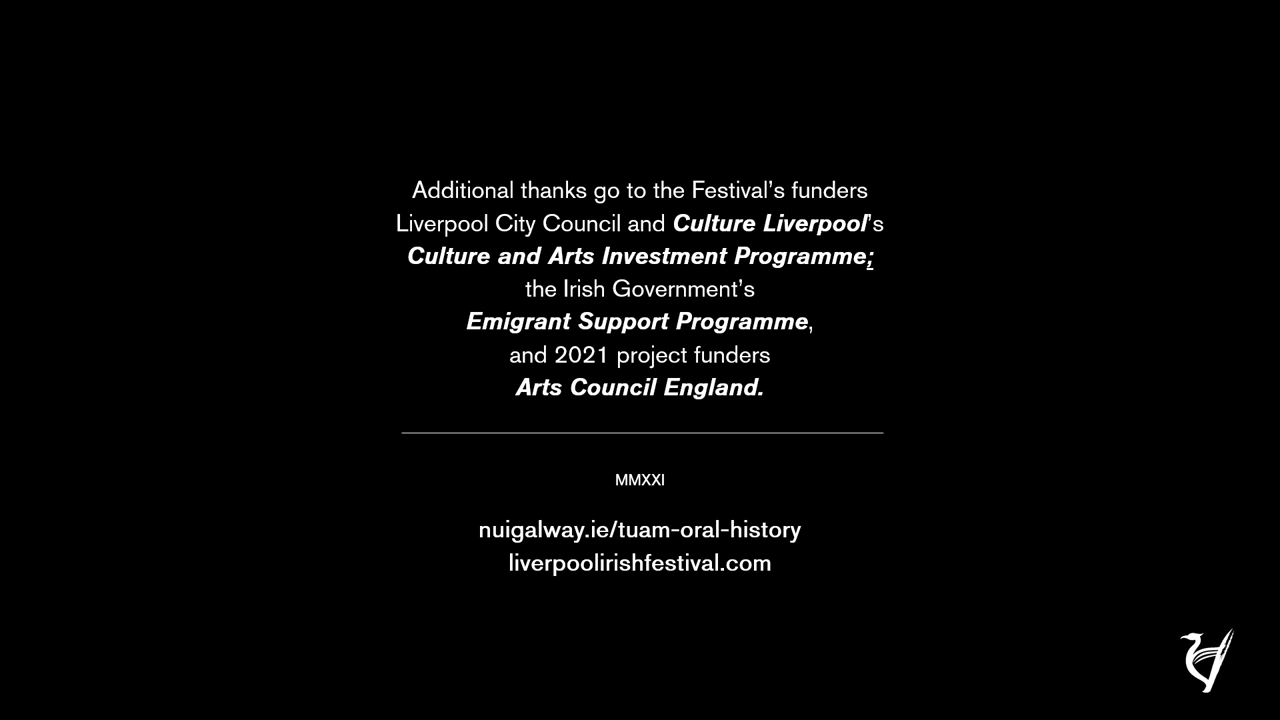 Additional thanks go to the Festival's funders
Liverpool City Council and Culture Liverpool's
Culture and Arts Investment Programme;
the Irish Government's
Emigrant Support Programme,
and 2021 project funders
Arts Council England.
MMXXI
nuigalway.ie/tuam-oral-history
liverpoolirishfestival.com